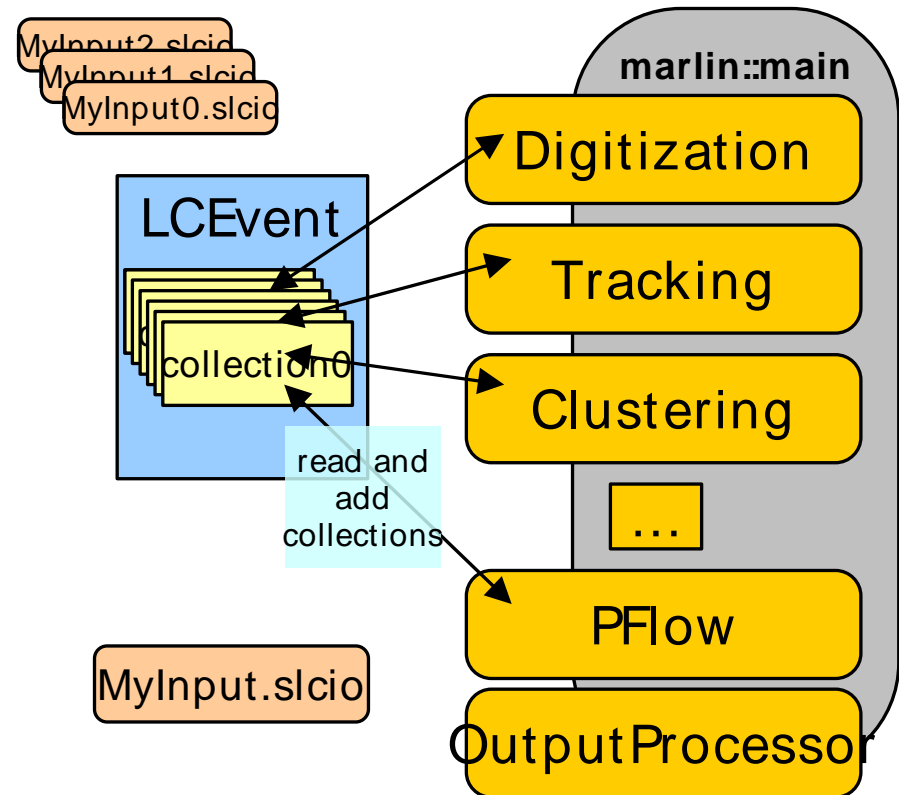 MyInput2.slcio
MyInput1.slcio
MyInput0.slcio
marlin::main
Digitization
LCEvent
Tracking
collection0
Clustering
read and
add
collections
...
PFlow
MyInput.slcio
OutputProcessor